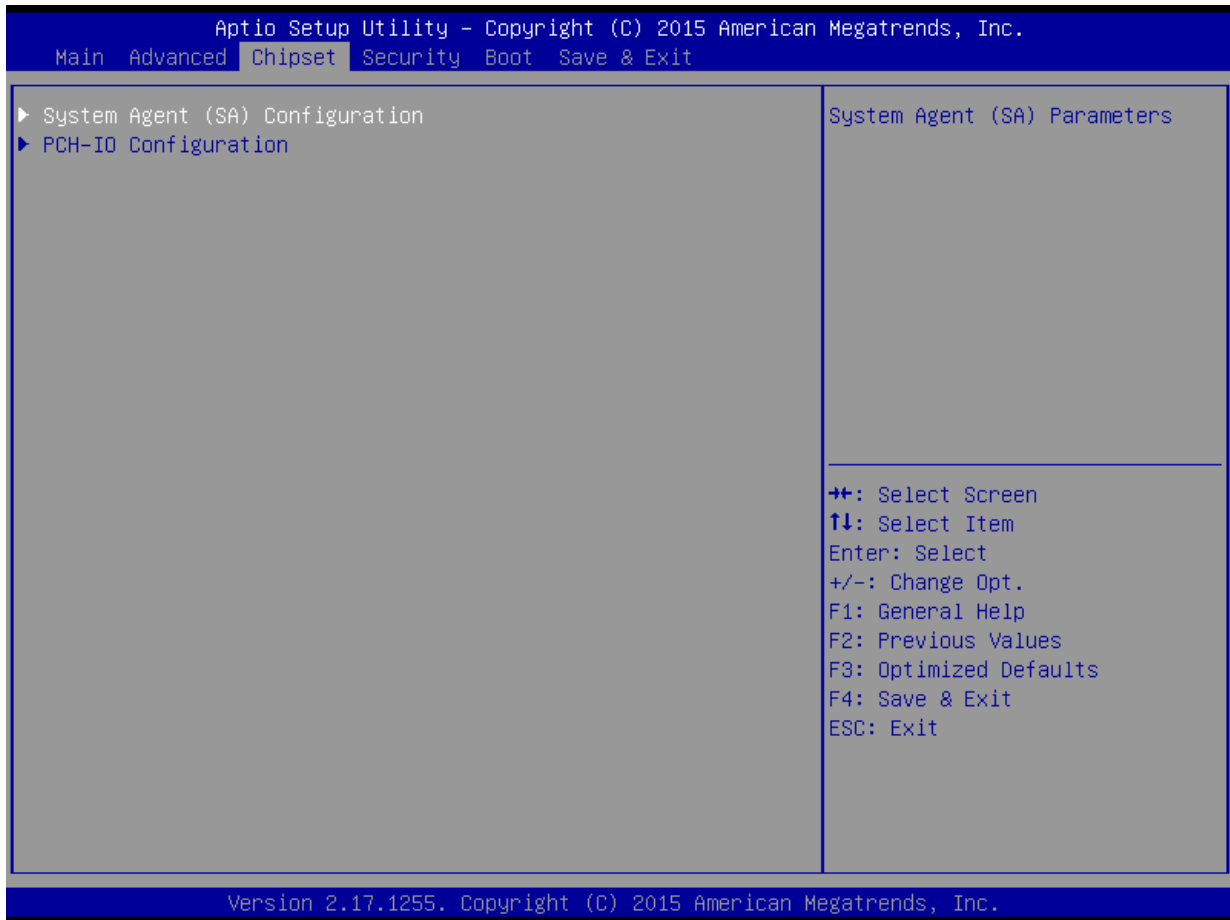 Aptio Setup Utility – Copyright (C) 2015 American Megatrends, Inc.
Main Advanced Chipset Security Boot Save & Exit
▶ System Agent (SA) Configuration
▶ PCH-IO Configuration
System Agent (SA) Parameters
→←: Select Screen
↑↓: Select Item
Enter: Select
+/-: Change Opt.
F1: General Help
F2: Previous Values
F3: Optimized Defaults
F4: Save & Exit
ESC: Exit
Version 2.17.1255. Copyright (C) 2015 American Megatrends, Inc.